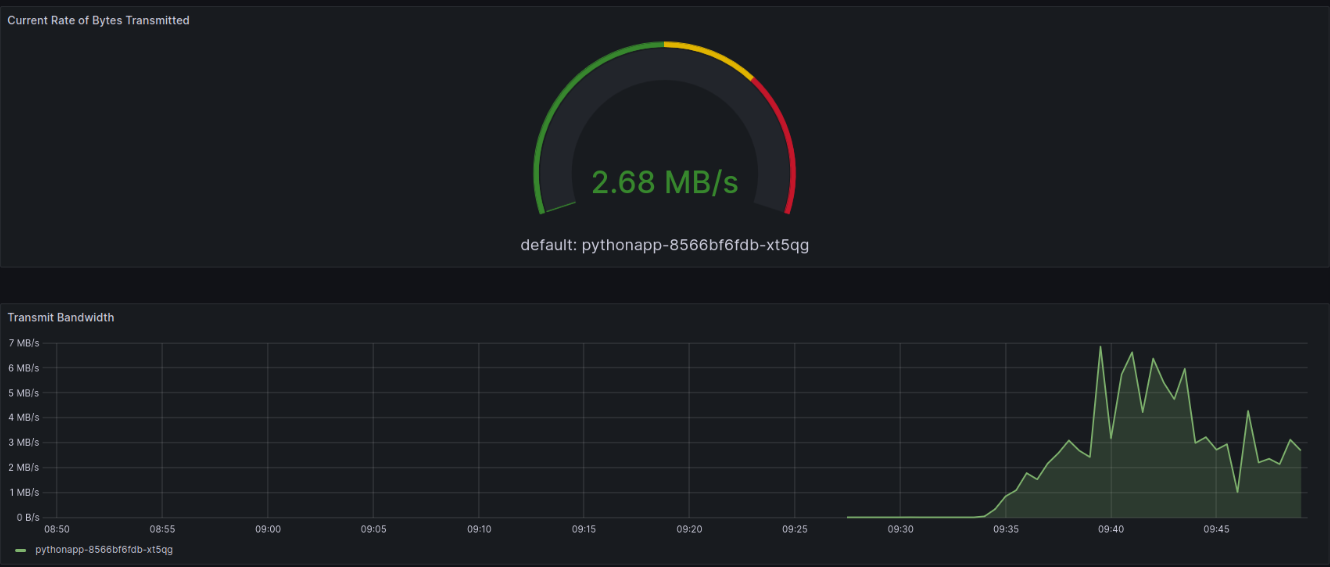 Current Rate of Bytes Transmitted
2.68 MB/s
default: pythonapp-8566bf6fdb-xt5qg
Transmit Bandwidth
7 MB/s
6 MB/s
5 MB/s
4 MB/s
3 MB/s
2 MB/s
1 MB/s
0 B/s
08:50 08:55 09:00 09:05 09:10 09:15 09:20 09:25 09:30 09:35 09:40 09:45
pythonapp-8566bf6fdb-xt5qg